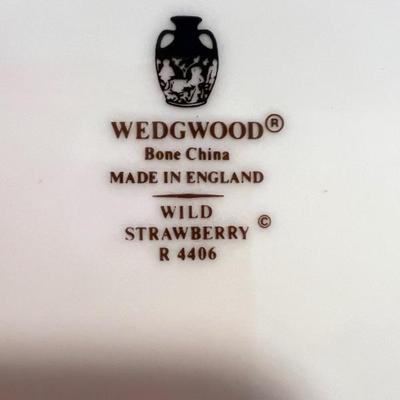 WEDGWOOD®
Bone China
MADE IN ENGLAND
WILD
STRAWBERRY ©
R 4406